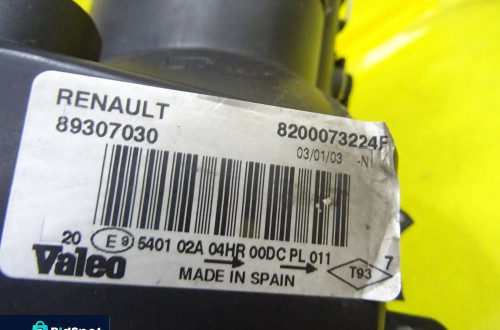 RENAULT
89307030 8200073224F
03/01/03 -N
20 E9 5401 02A 04HR 00DC PL 011 7
Valeo MADE IN SPAIN T93
BidSpot